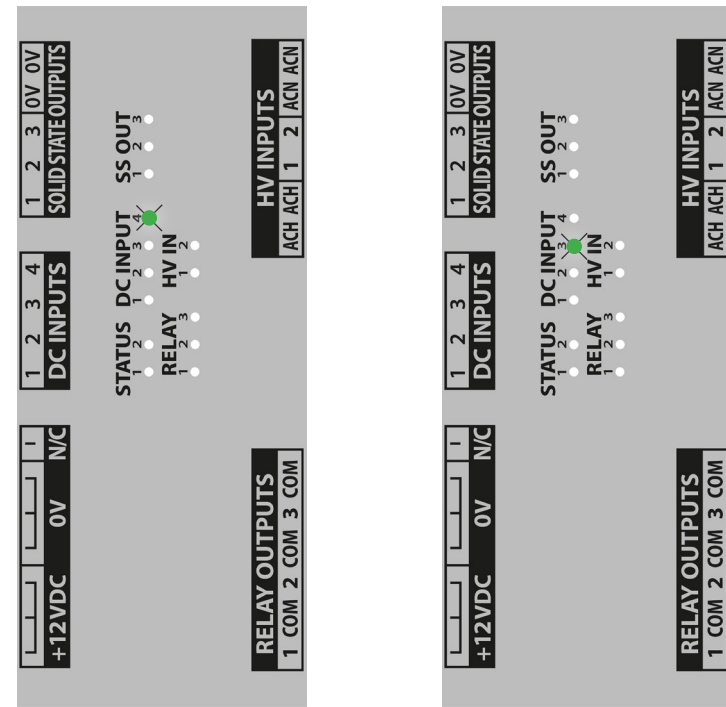 1 2 3 0V 0V
SOLID STATE OUTPUTS
1 2 3 4
DC INPUTS
– N/C
0V
+12VDC
SS OUT
1 2 3
DC INPUT
1 2 3 4
STATUS
1 2
HV IN
1 2
RELAY
1 2 3
HV INPUTS
ACH ACH 1 2 ACN ACN
RELAY OUTPUTS
1 COM 2 COM 3 COM
1 2 3 0V 0V
SOLID STATE OUTPUTS
1 2 3 4
DC INPUTS
– N/C
0V
+12VDC
SS OUT
1 2 3
DC INPUT
1 2 3 4
STATUS
1 2
HV IN
1 2
RELAY
1 2 3
HV INPUTS
ACH ACH 1 2 ACN ACN
RELAY OUTPUTS
1 COM 2 COM 3 COM